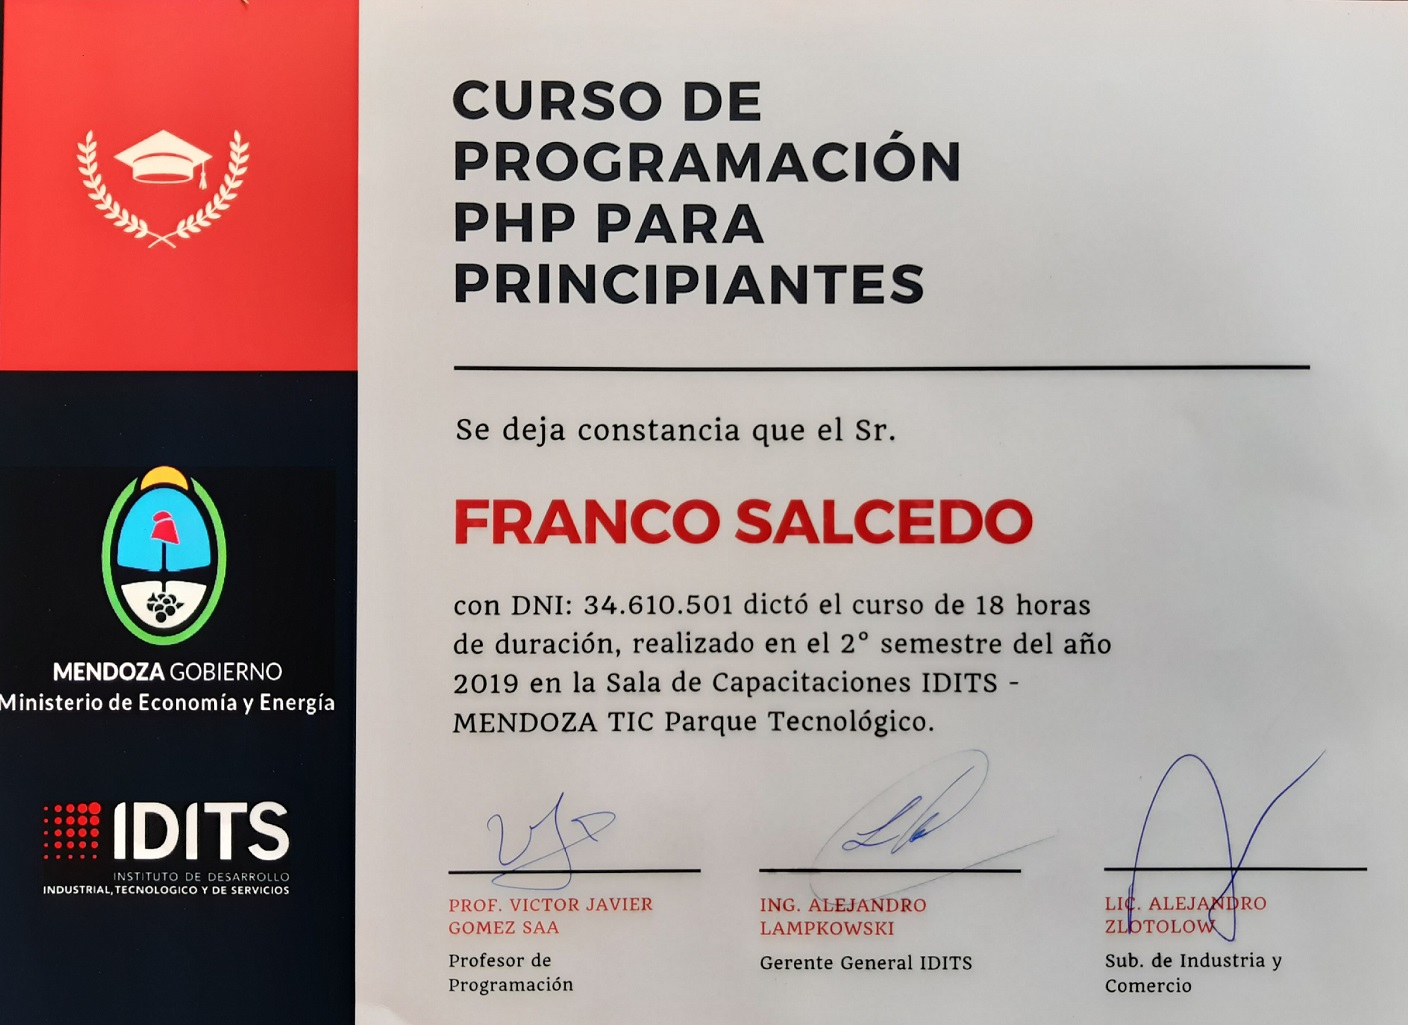 CURSO DE
PROGRAMACIÓN
PHP PARA
PRINCIPIANTES
Se deja constancia que el Sr.
FRANCO SALCEDO
con DNI: 34.610.501 dictó el curso de 18 horas
de duración, realizado en el 2° semestre del año
2019 en la Sala de Capacitaciones IDITS -
MENDOZA TIC Parque Tecnológico.
MENDOZA GOBIERNO
Ministerio de Economía y Energía
IDITS
INSTITUTO DE DESARROLLO
INDUSTRIAL,TECNOLOGICO Y DE SERVICIOS
PROF. VICTOR JAVIER
GOMEZ SAA
Profesor de
Programación
ING. ALEJANDRO
LAMPKOWSKI
Gerente General IDITS
LIC. ALEJANDRO
ZLOTOLOW
Sub. de Industria y
Comercio